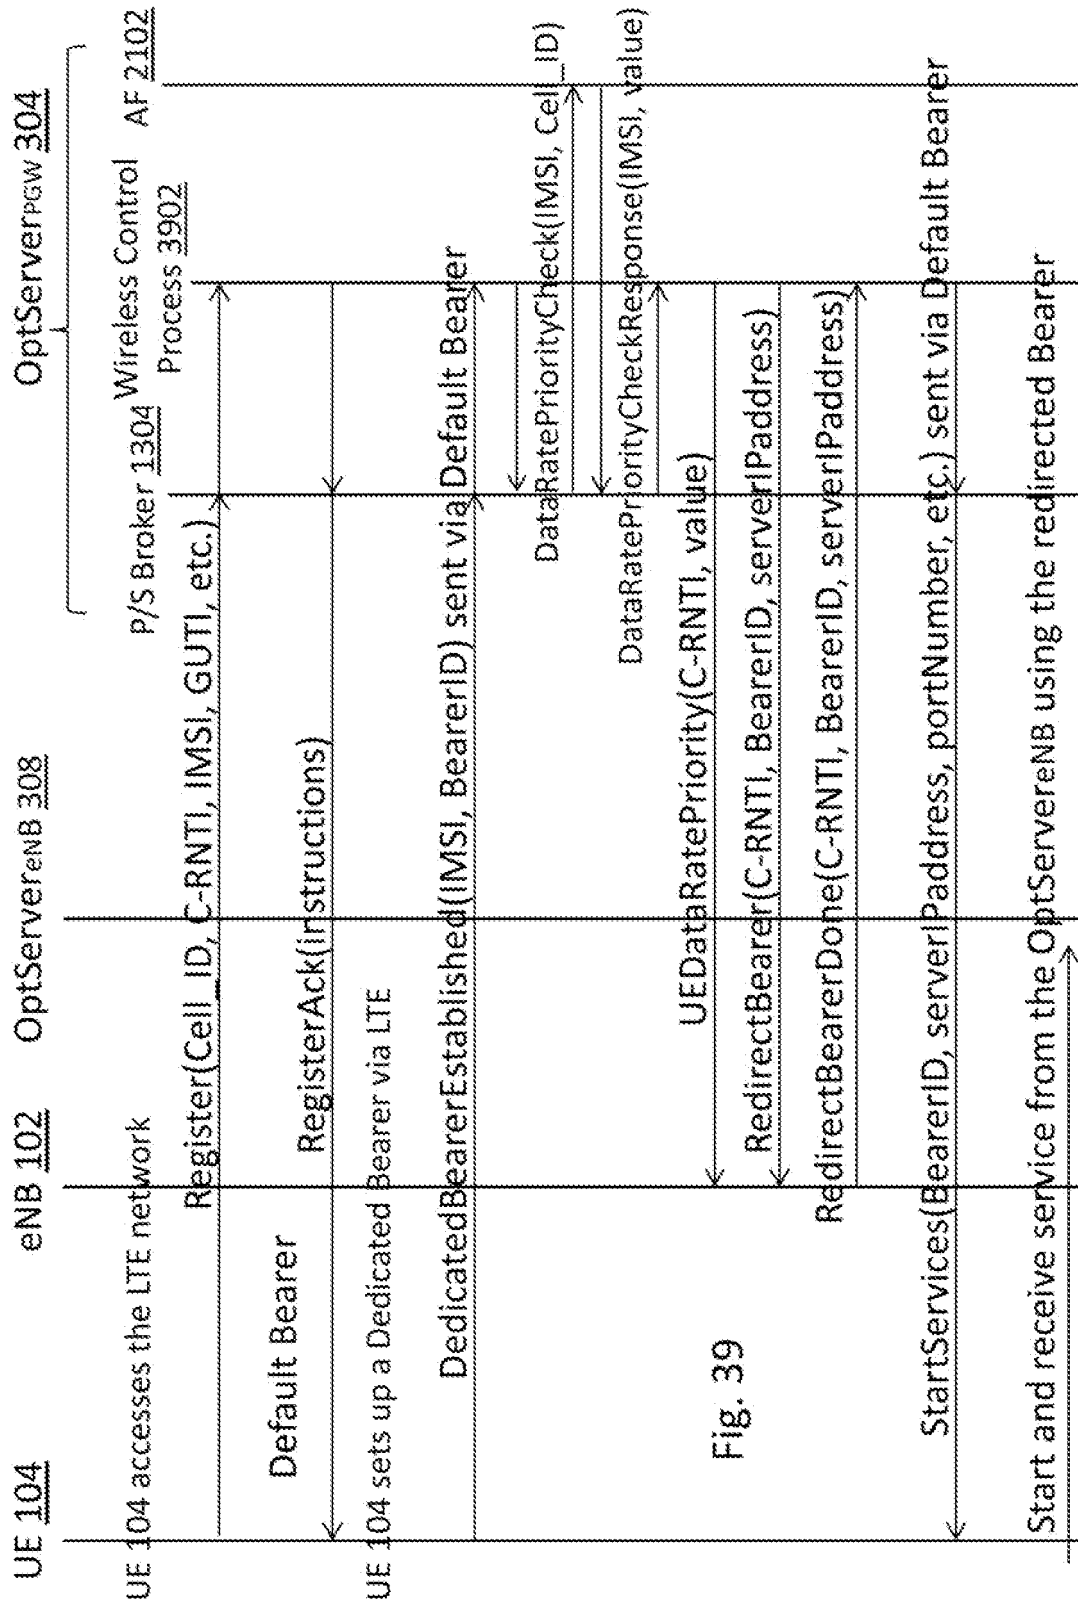 UE 104
eNB 102
OptServereNB 308
OptServerPGW 304
P/S Broker 1304
Wireless Control
Process 3902
AF 2102
UE 104 accesses the LTE network
Register(Cell_ID, C-RNTI, IMSI, GUTI, etc.)
Default Bearer
RegisterAck(instructions)
UE 104 sets up a Dedicated Bearer via LTE
DedicatedBearerEstablished(IMSI, BearerID) sent via Default Bearer
DataRatePriorityCheck(IMSI, Cell_ID)
DataRatePriorityCheckResponse(IMSI, value)
UEDataRatePriority(C-RNTI, value)
RedirectBearer(C-RNTI, BearerID, serverIPaddress)
RedirectBearerDone(C-RNTI, BearerID, serverIPaddress)
StartServices(BearerID, serverIPaddress, portNumber, etc.) sent via Default Bearer
Start and receive service from the OptServereNB using the redirected Bearer
Fig. 39